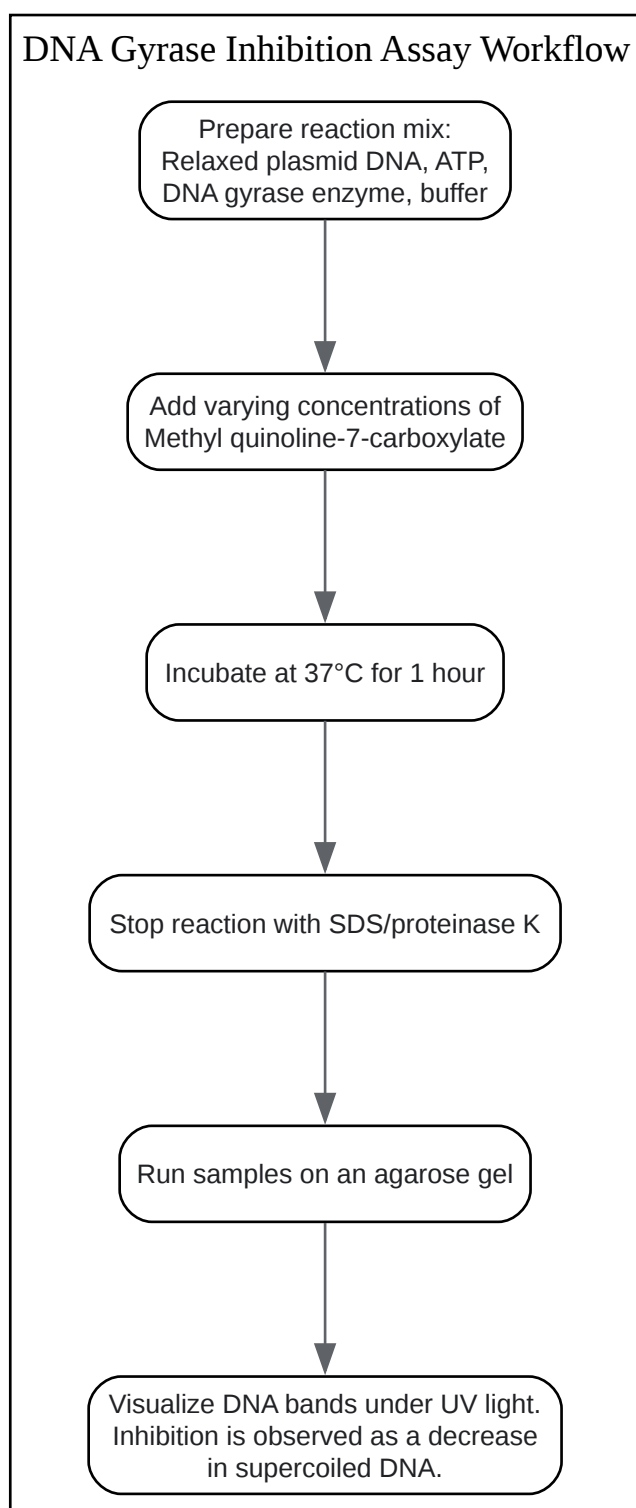 DNA Gyrase Inhibition Assay Workflow
Prepare reaction mix:
Relaxed plasmid DNA, ATP,
DNA gyrase enzyme, buffer
Add varying concentrations of
Methyl quinoline-7-carboxylate
Incubate at 37°C for 1 hour
Stop reaction with SDS/proteinase K
Run samples on an agarose gel
Visualize DNA bands under UV light.
Inhibition is observed as a decrease
in supercoiled DNA.